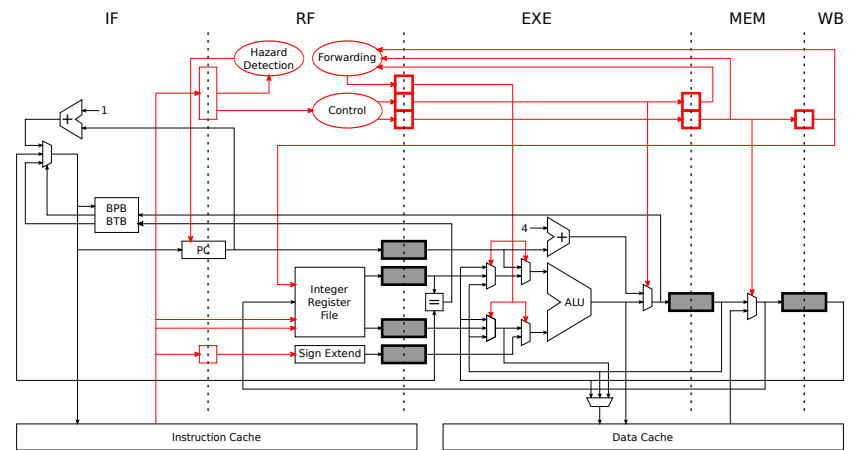 IF RF EXE MEM WB
Hazard
Detection
Forwarding
Control
1
+
BPB
BTB
PC
4
+
Integer
Register
File
=
ALU
Sign Extend
Instruction Cache
Data Cache